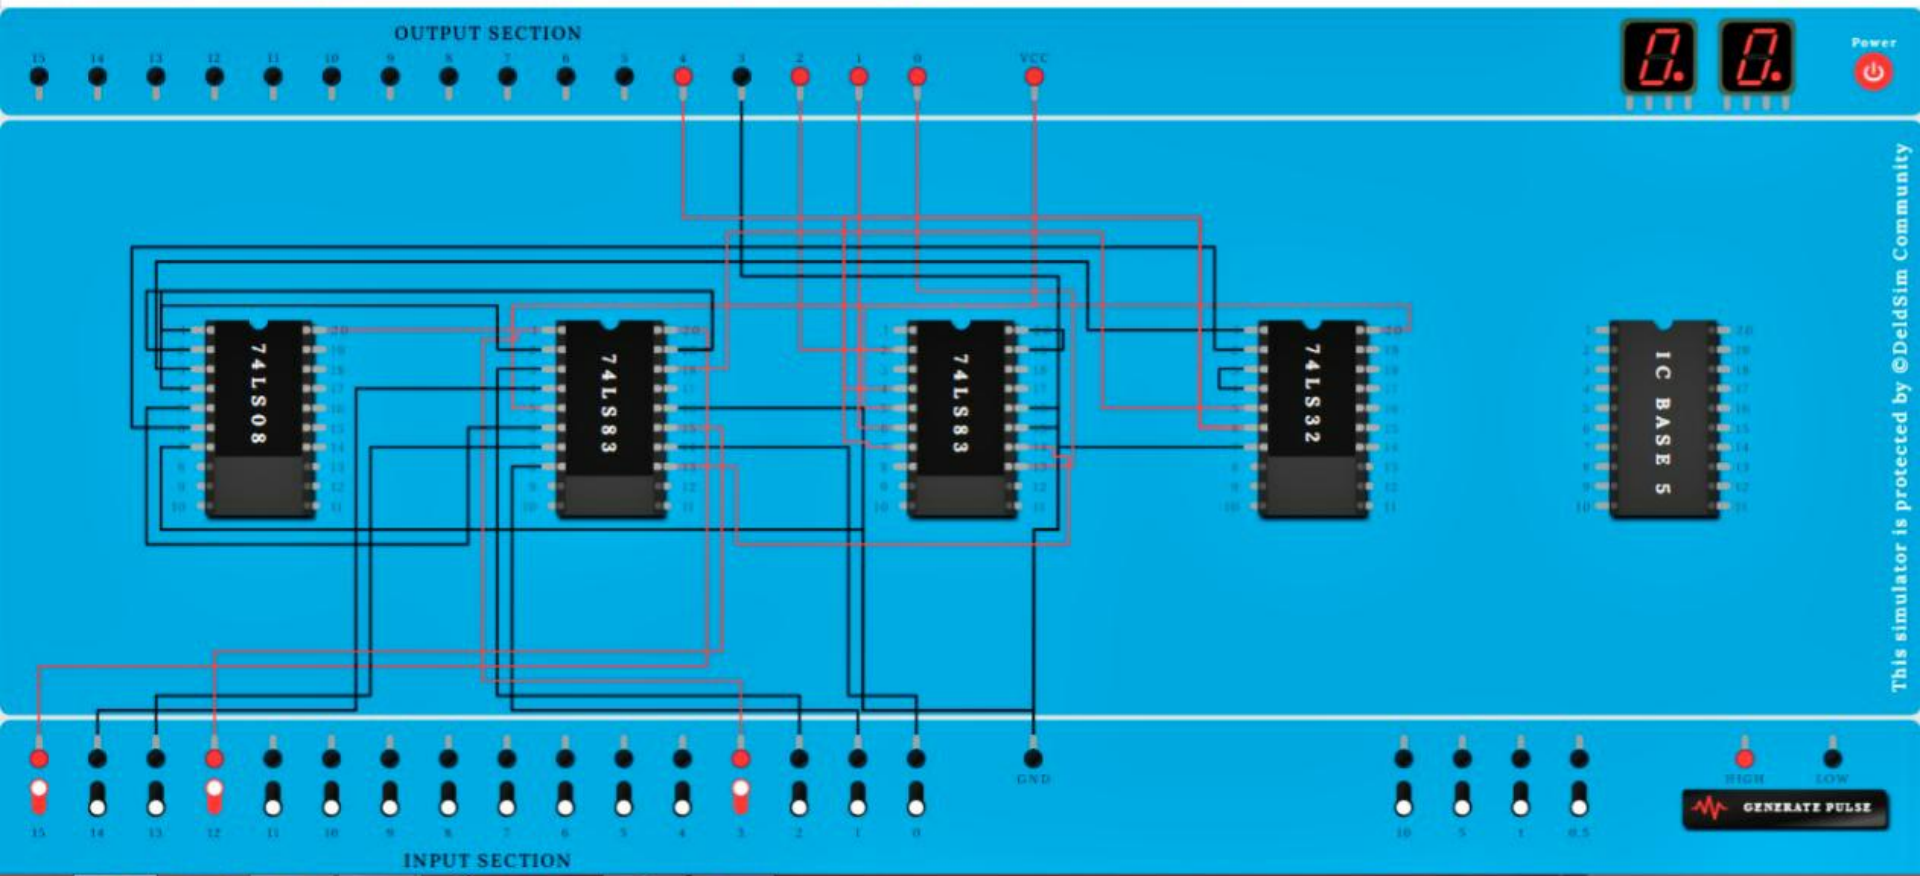 OUTPUT SECTION
15 14 13 12 11 10 9 8 7 6 5 4 3 2 1 0 VCC
0. 0.
Power
74LS08
74LS83
74LS83
74LS32
IC BASE 5
This simulator is protected by ©DeldSim Community
GND
HIGH LOW
GENERATE PULSE
15 14 13 12 11 10 9 8 7 6 5 4 3 2 1 0
10 5 1 0.5
INPUT SECTION